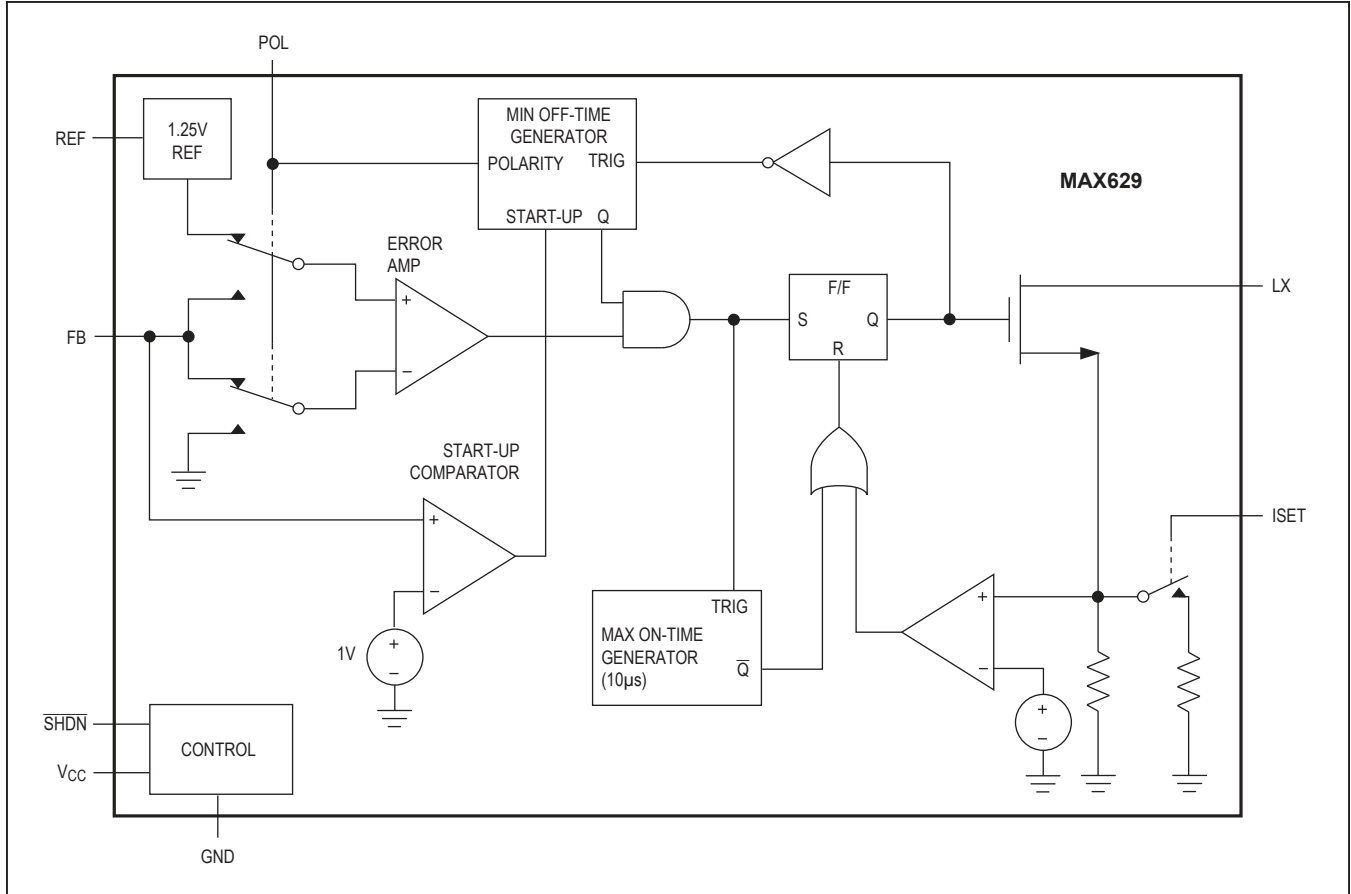 POL
REF
1.25V
REF
MIN OFF-TIME
GENERATOR
POLARITY TRIG
START-UP Q
MAX629
ERROR
AMP
+
−
FB
F/F
S Q
R
LX
START-UP
COMPARATOR
+
−
1V
+
−
ISET
TRIG
MAX ON-TIME
GENERATOR
(10µs)
Q̅
+
−
+
−
S̅H̅D̅N̅
VCC
CONTROL
GND